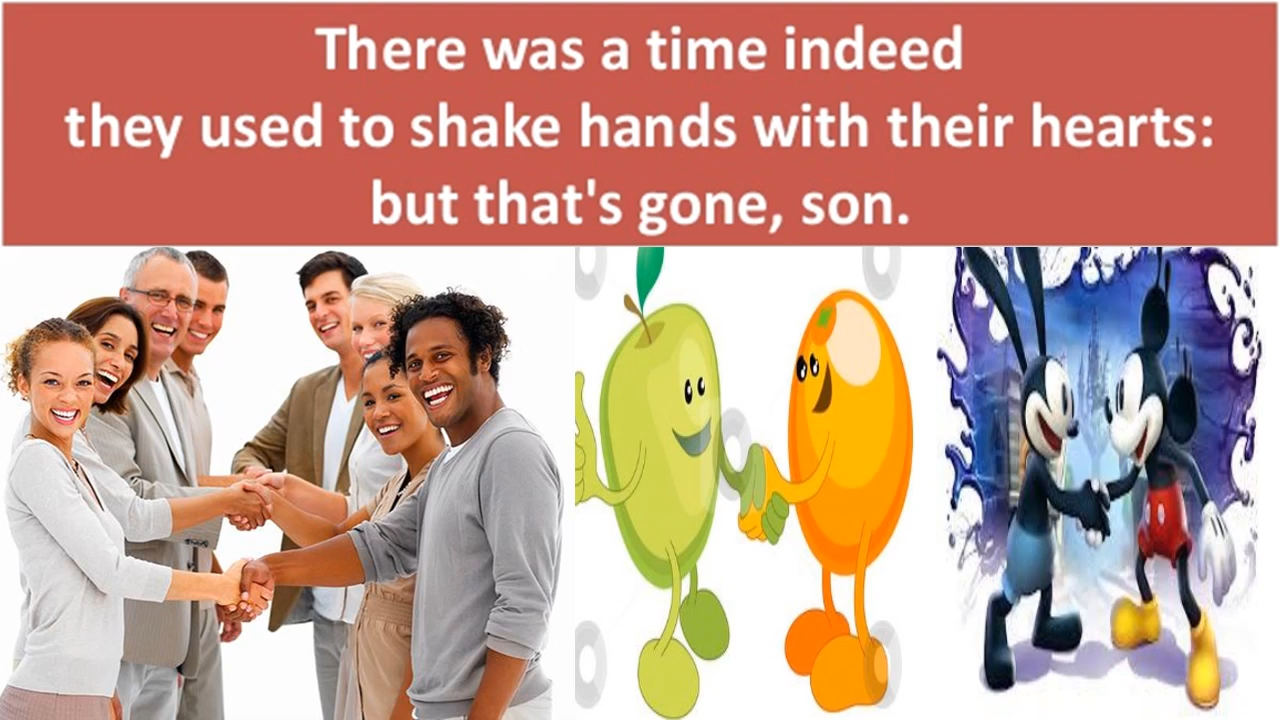 There was a time indeed
they used to shake hands with their hearts:
but that's gone, son.